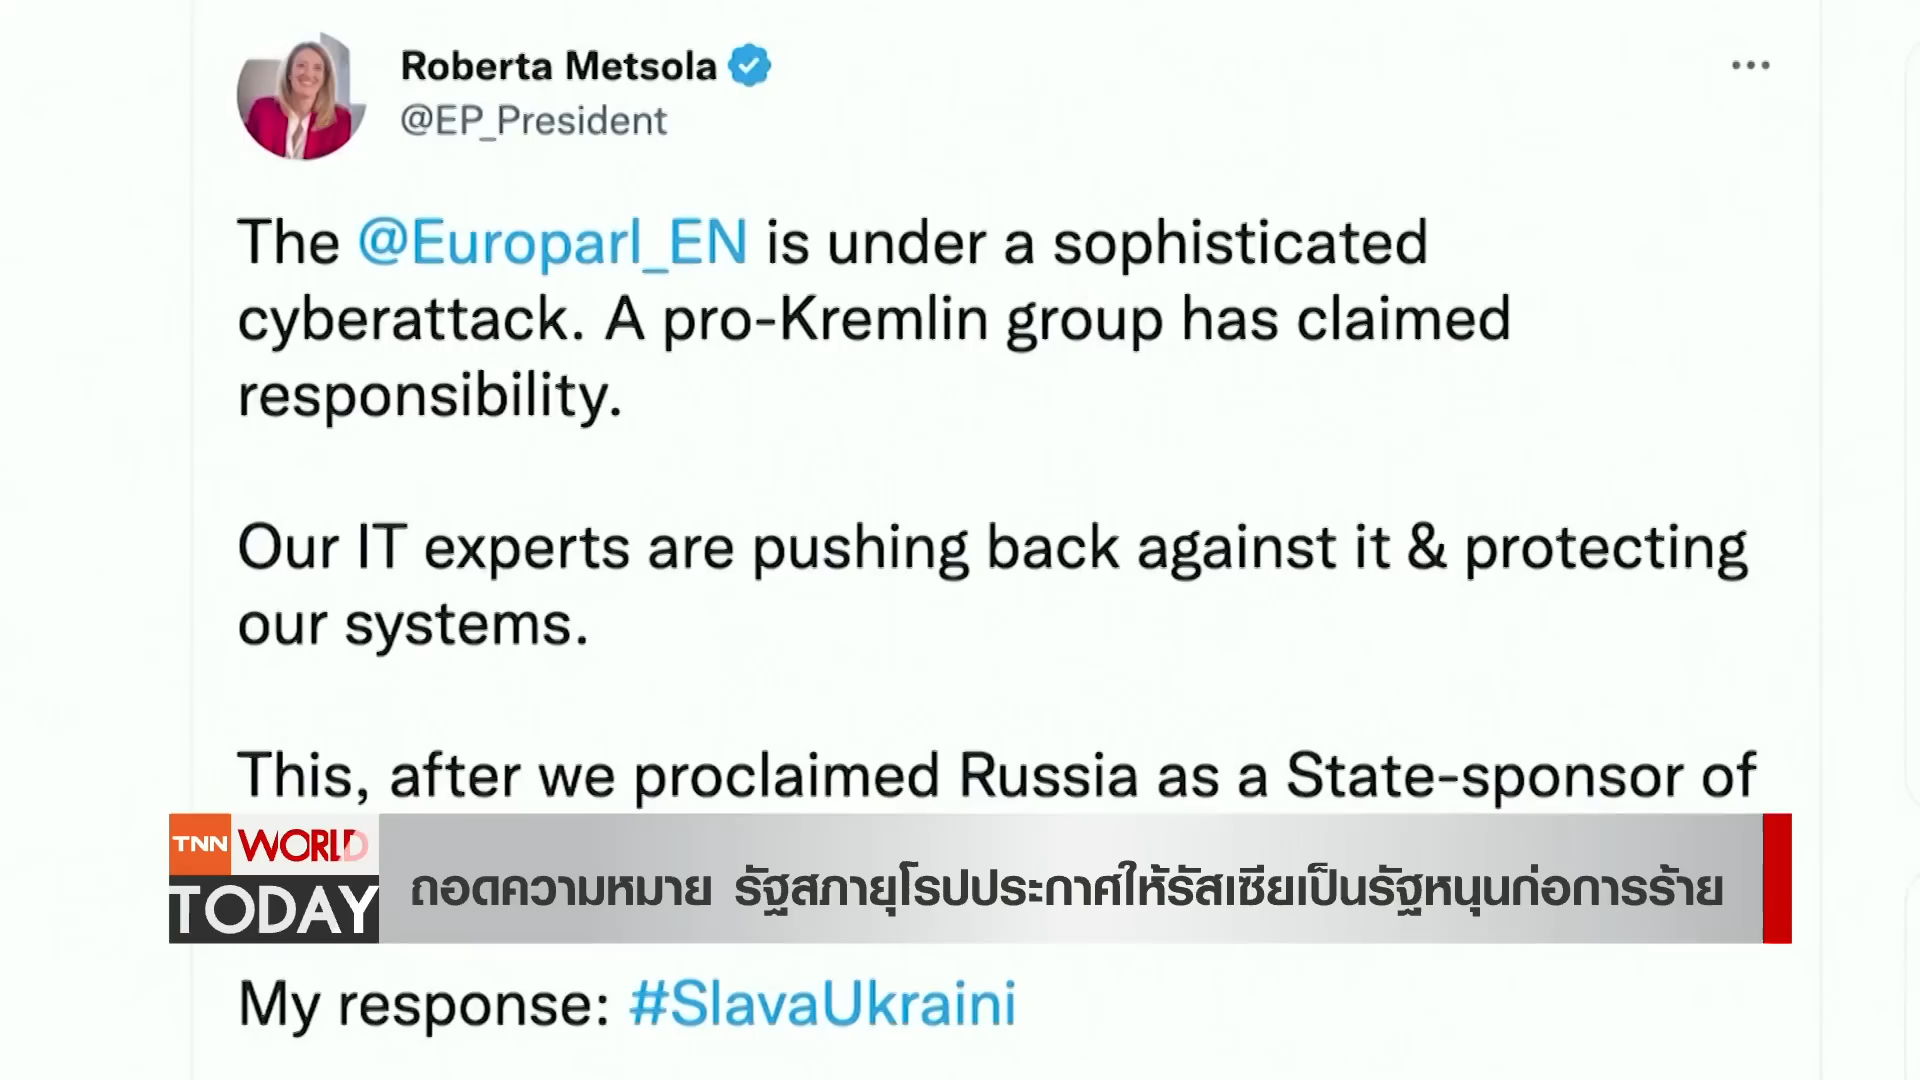 Roberta Metsola
@EP_President
The @Europarl_EN is under a sophisticated
cyberattack. A pro-Kremlin group has claimed
responsibility.
Our IT experts are pushing back against it & protecting
our systems.
This, after we proclaimed Russia as a State-sponsor of
TNN WORLD
TODAY
ถอดความหมาย รัฐสภายุโรปประกาศให้รัสเซียเป็นรัฐหนุนก่อการร้าย
My response: #SlavaUkraini